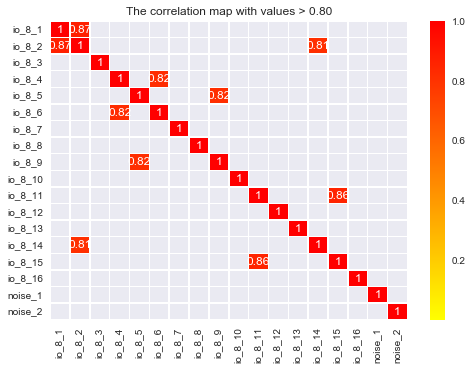 The correlation map with values > 0.80
io_8_1 1 0.87
io_8_2 0.87 1 0.81
io_8_3 1
io_8_4 1 0.82
io_8_5 1 0.82
io_8_6 0.82 1
io_8_7 1
io_8_8 1
io_8_9 0.82 1
io_8_10 1
io_8_11 1 0.86
io_8_12 1
io_8_13 1
io_8_14 0.81 1
io_8_15 0.86 1
io_8_16 1
noise_1 1
noise_2 1
io_8_1 io_8_2 io_8_3 io_8_4 io_8_5 io_8_6 io_8_7 io_8_8 io_8_9 io_8_10 io_8_11 io_8_12 io_8_13 io_8_14 io_8_15 io_8_16 noise_1 noise_2
1.0
0.8
0.6
0.4
0.2